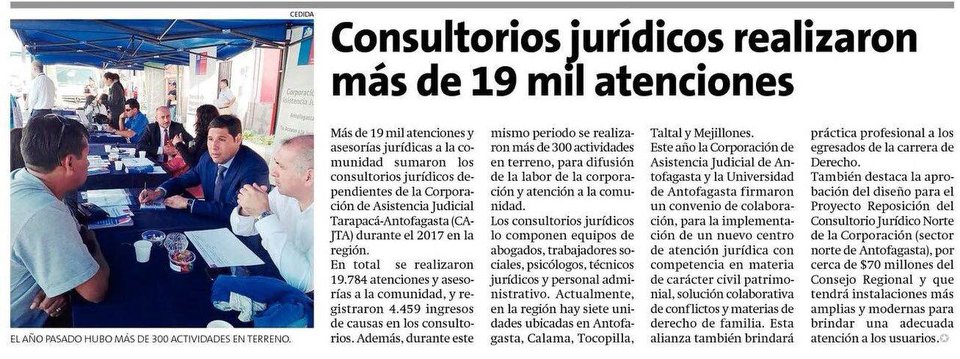 CEDIDA
Corporación
Asistencia Ju
Antofagasta
EL AÑO PASADO HUBO MÁS DE 300 ACTIVIDADES EN TERRENO.
Consultorios jurídicos realizaron
más de 19 mil atenciones
Más de 19 mil atenciones y
asesorías jurídicas a la co-
munidad sumaron los
consultorios jurídicos de-
pendientes de la Corpora-
ción de Asistencia Judicial
Tarapacá-Antofagasta (CA-
JTA) durante el 2017 en la
región.
En total se realizaron
19.784 atenciones y aseso-
rías a la comunidad, y re-
gistraron 4.459 ingresos
de causas en los consulto-
rios. Además, durante este
mismo periodo se realiza-
ron más de 300 actividades
en terreno, para difusión
de la labor de la corpora-
ción y atención a la comu-
nidad.
Los consultorios jurídicos
lo componen equipos de
abogados, trabajadores so-
ciales, psicólogos, técnicos
jurídicos y personal admi-
nistrativo. Actualmente,
en la región hay siete uni-
dades ubicadas en Antofa-
gasta, Calama, Tocopilla,
Taltal y Mejillones.
Este año la Corporación de
Asistencia Judicial de An-
tofagasta y la Universidad
de Antofagasta firmaron
un convenio de colabora-
ción, para la implementa-
ción de un nuevo centro
de atención jurídica con
competencia en materia
de carácter civil patrimo-
nial, solución colaborativa
de conflictos y materias de
derecho de familia. Esta
alianza también brindará
práctica profesional a los
egresados de la carrera de
Derecho.
También destaca la apro-
bación del diseño para el
Proyecto Reposición del
Consultorio Jurídico Norte
de la Corporación (sector
norte de Antofagasta), por
cerca de $70 millones del
Consejo Regional y que
tendrá instalaciones más
amplias y modernas para
brindar una adecuada
atención a los usuarios.